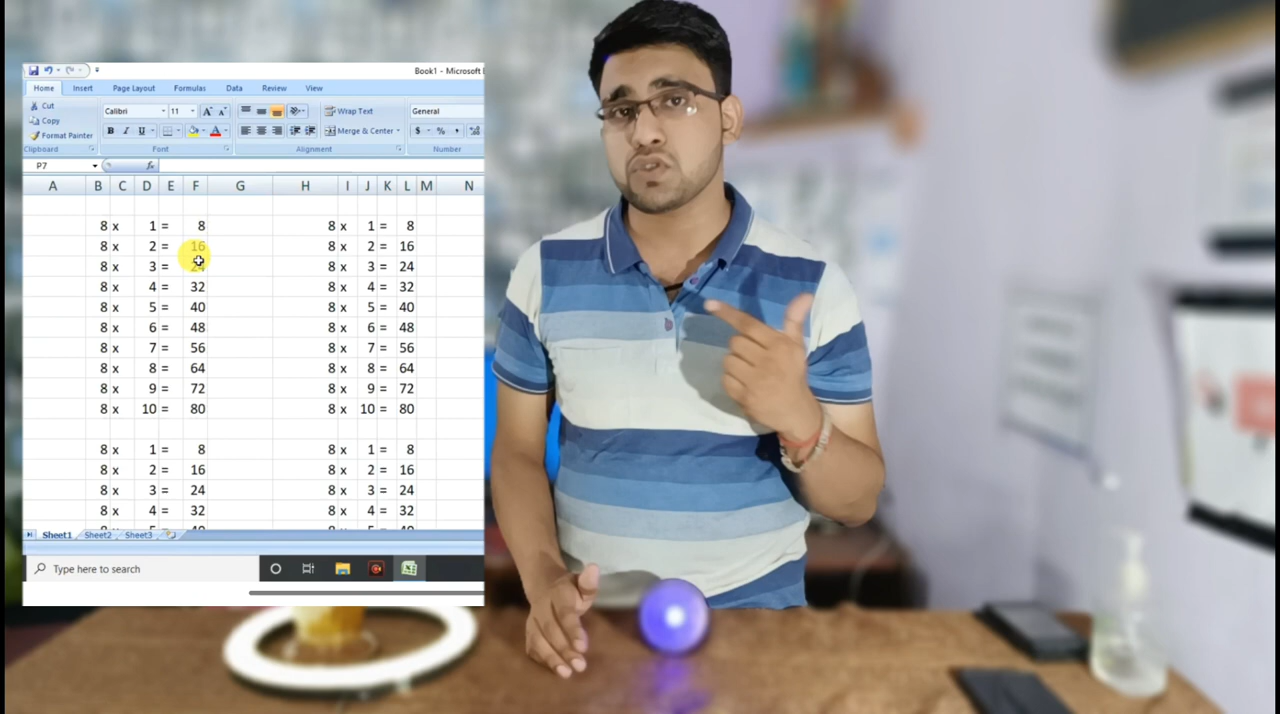 Book1 - Microsoft
Home Insert Page Layout Formulas Data Review View
Cut Calibri 11 A A Wrap Text General
Copy
Format Painter B I U A Merge & Center $ % ,
Clipboard Font Alignment Number
P7 fx
A B C D E F G H I J K L M N
8 x 1 = 8 8 x 1 = 8
8 x 2 = 16 8 x 2 = 16
8 x 3 = 24 8 x 3 = 24
8 x 4 = 32 8 x 4 = 32
8 x 5 = 40 8 x 5 = 40
8 x 6 = 48 8 x 6 = 48
8 x 7 = 56 8 x 7 = 56
8 x 8 = 64 8 x 8 = 64
8 x 9 = 72 8 x 9 = 72
8 x 10 = 80 8 x 10 = 80
8 x 1 = 8 8 x 1 = 8
8 x 2 = 16 8 x 2 = 16
8 x 3 = 24 8 x 3 = 24
8 x 4 = 32 8 x 4 = 32
Sheet1 Sheet2 Sheet3
Type here to search